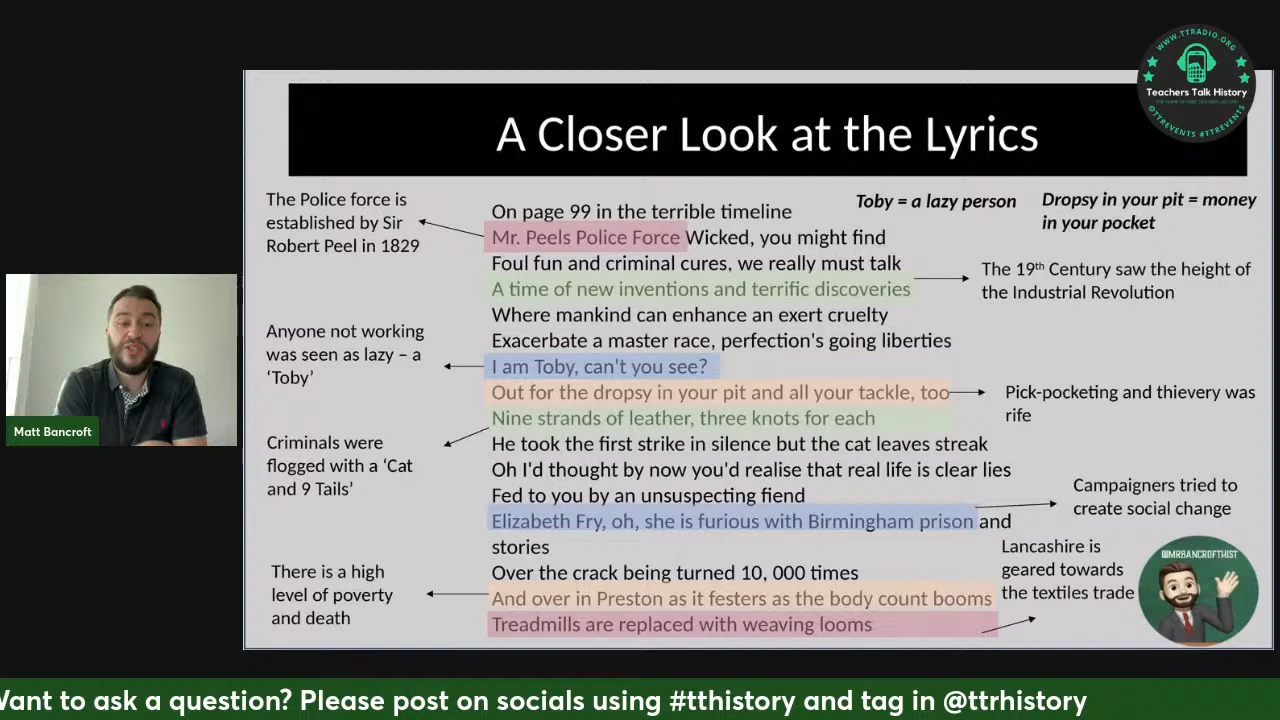 WWW.TTRADIO.ORG
Teachers Talk History
@TTREVENTS #TTREVENTS
A Closer Look at the Lyrics
The Police force is
established by Sir
Robert Peel in 1829
Anyone not working
was seen as lazy – a
‘Toby’
Criminals were
flogged with a ‘Cat
and 9 Tails’
There is a high
level of poverty
and death
On page 99 in the terrible timeline
Mr. Peels Police Force Wicked, you might find
Foul fun and criminal cures, we really must talk
A time of new inventions and terrific discoveries
Where mankind can enhance an exert cruelty
Exacerbate a master race, perfection's going liberties
I am Toby, can't you see?
Out for the dropsy in your pit and all your tackle, too
Nine strands of leather, three knots for each
He took the first strike in silence but the cat leaves streak
Oh I'd thought by now you'd realise that real life is clear lies
Fed to you by an unsuspecting fiend
Elizabeth Fry, oh, she is furious with Birmingham prison and
stories
Over the crack being turned 10, 000 times
And over in Preston as it festers as the body count booms
Treadmills are replaced with weaving looms
Toby = a lazy person
Dropsy in your pit = money
in your pocket
The 19th Century saw the height of
the Industrial Revolution
Pick-pocketing and thievery was
rife
Campaigners tried to
create social change
Lancashire is
geared towards
the textiles trade
@MRBANCROFTHIST
Matt Bancroft
Want to ask a question? Please post on socials using #tthistory and tag in @ttrhistory